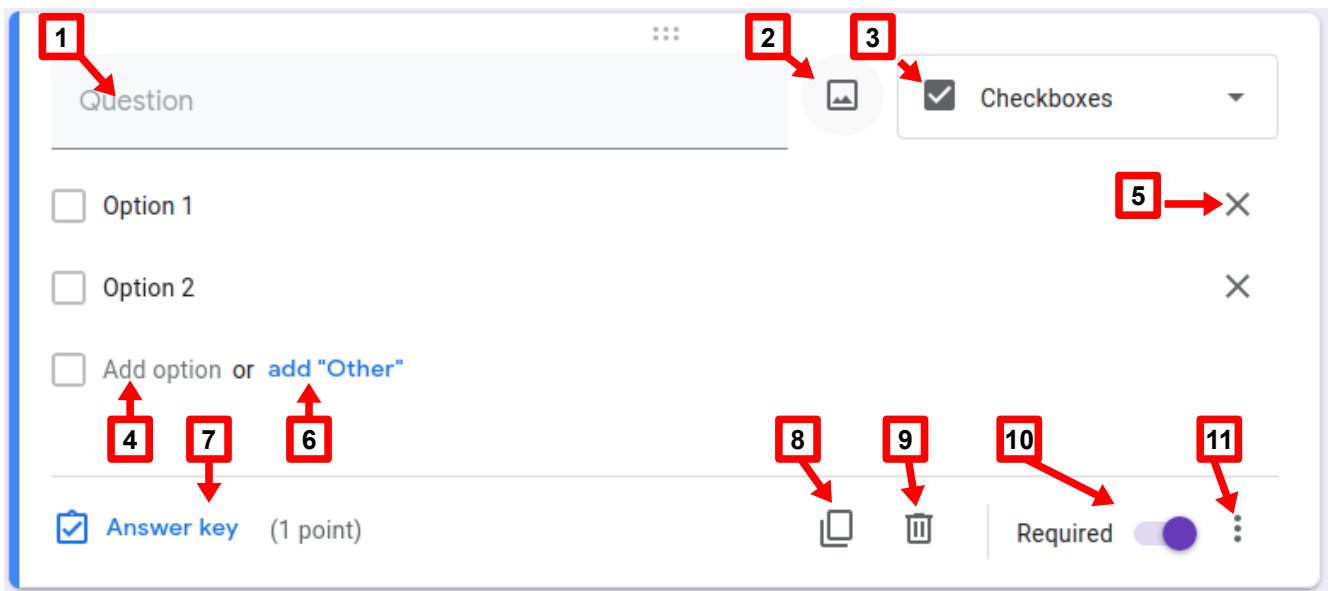 1 2 3
Question Checkboxes
Option 1 5
Option 2
Add option or add "Other"
4 7 6 8 9 10 11
Answer key (1 point) Required